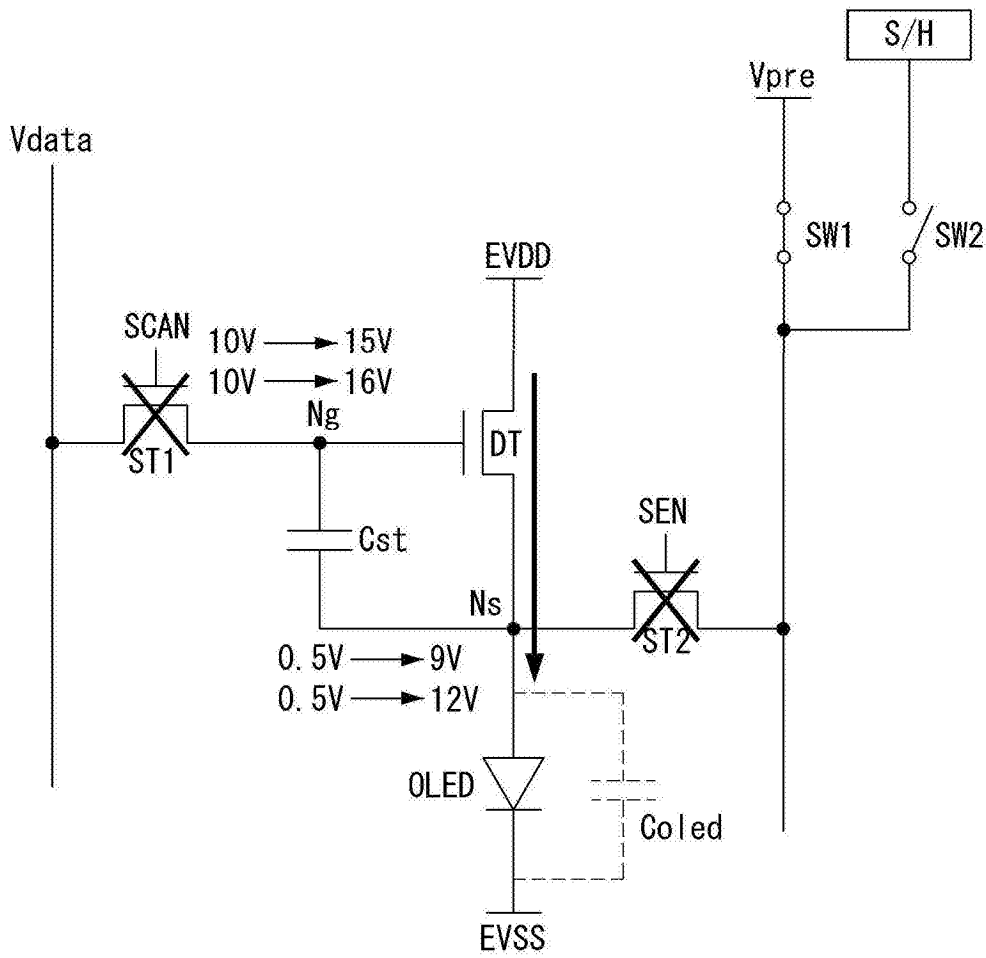 S/H
Vpre
Vdata
SW1
SW2
EVDD
SCAN
10V → 15V
10V → 16V
Ng
DT
ST1
SEN
Cst
Ns
ST2
0.5V → 9V
0.5V → 12V
OLED
Coled
EVSS